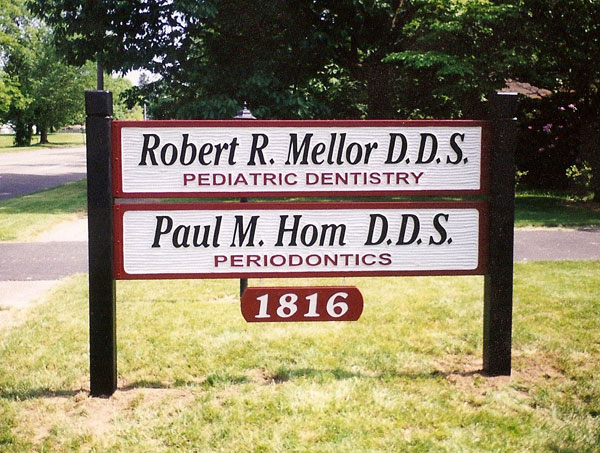 Robert R. Mellor D.D.S.
PEDIATRIC DENTISTRY
Paul M. Hom D.D.S.
PERIODONTICS
1816